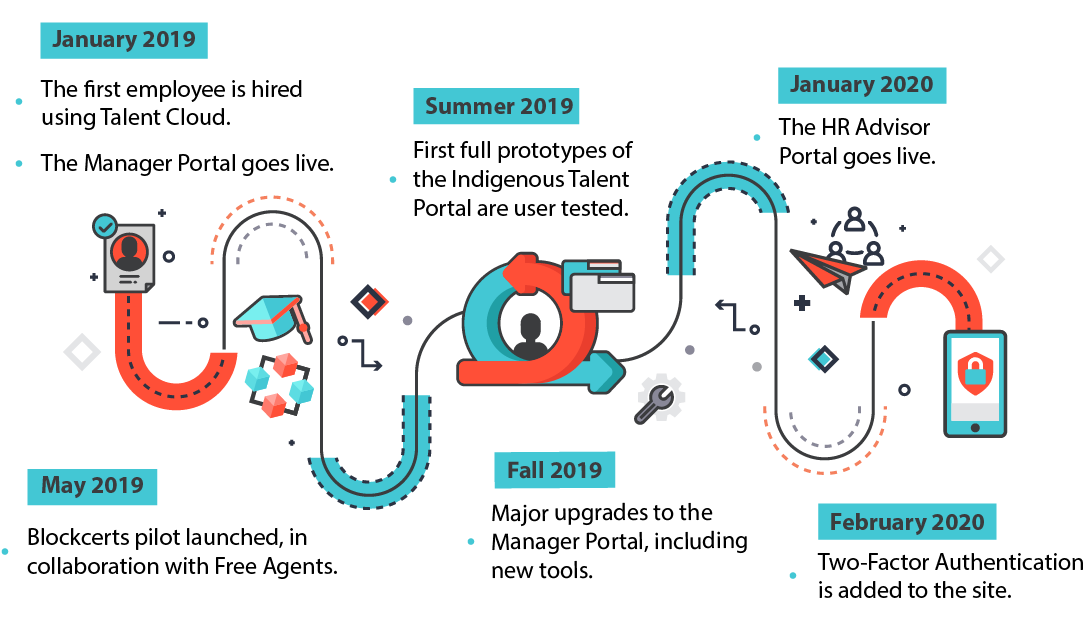 January 2019
The first employee is hired
using Talent Cloud.
The Manager Portal goes live.
May 2019
Blockcerts pilot launched, in
collaboration with Free Agents.
Summer 2019
First full prototypes of
the Indigenous Talent
Portal are user tested.
Fall 2019
Major upgrades to the
Manager Portal, including
new tools.
January 2020
The HR Advisor
Portal goes live.
February 2020
Two-Factor Authentication
is added to the site.